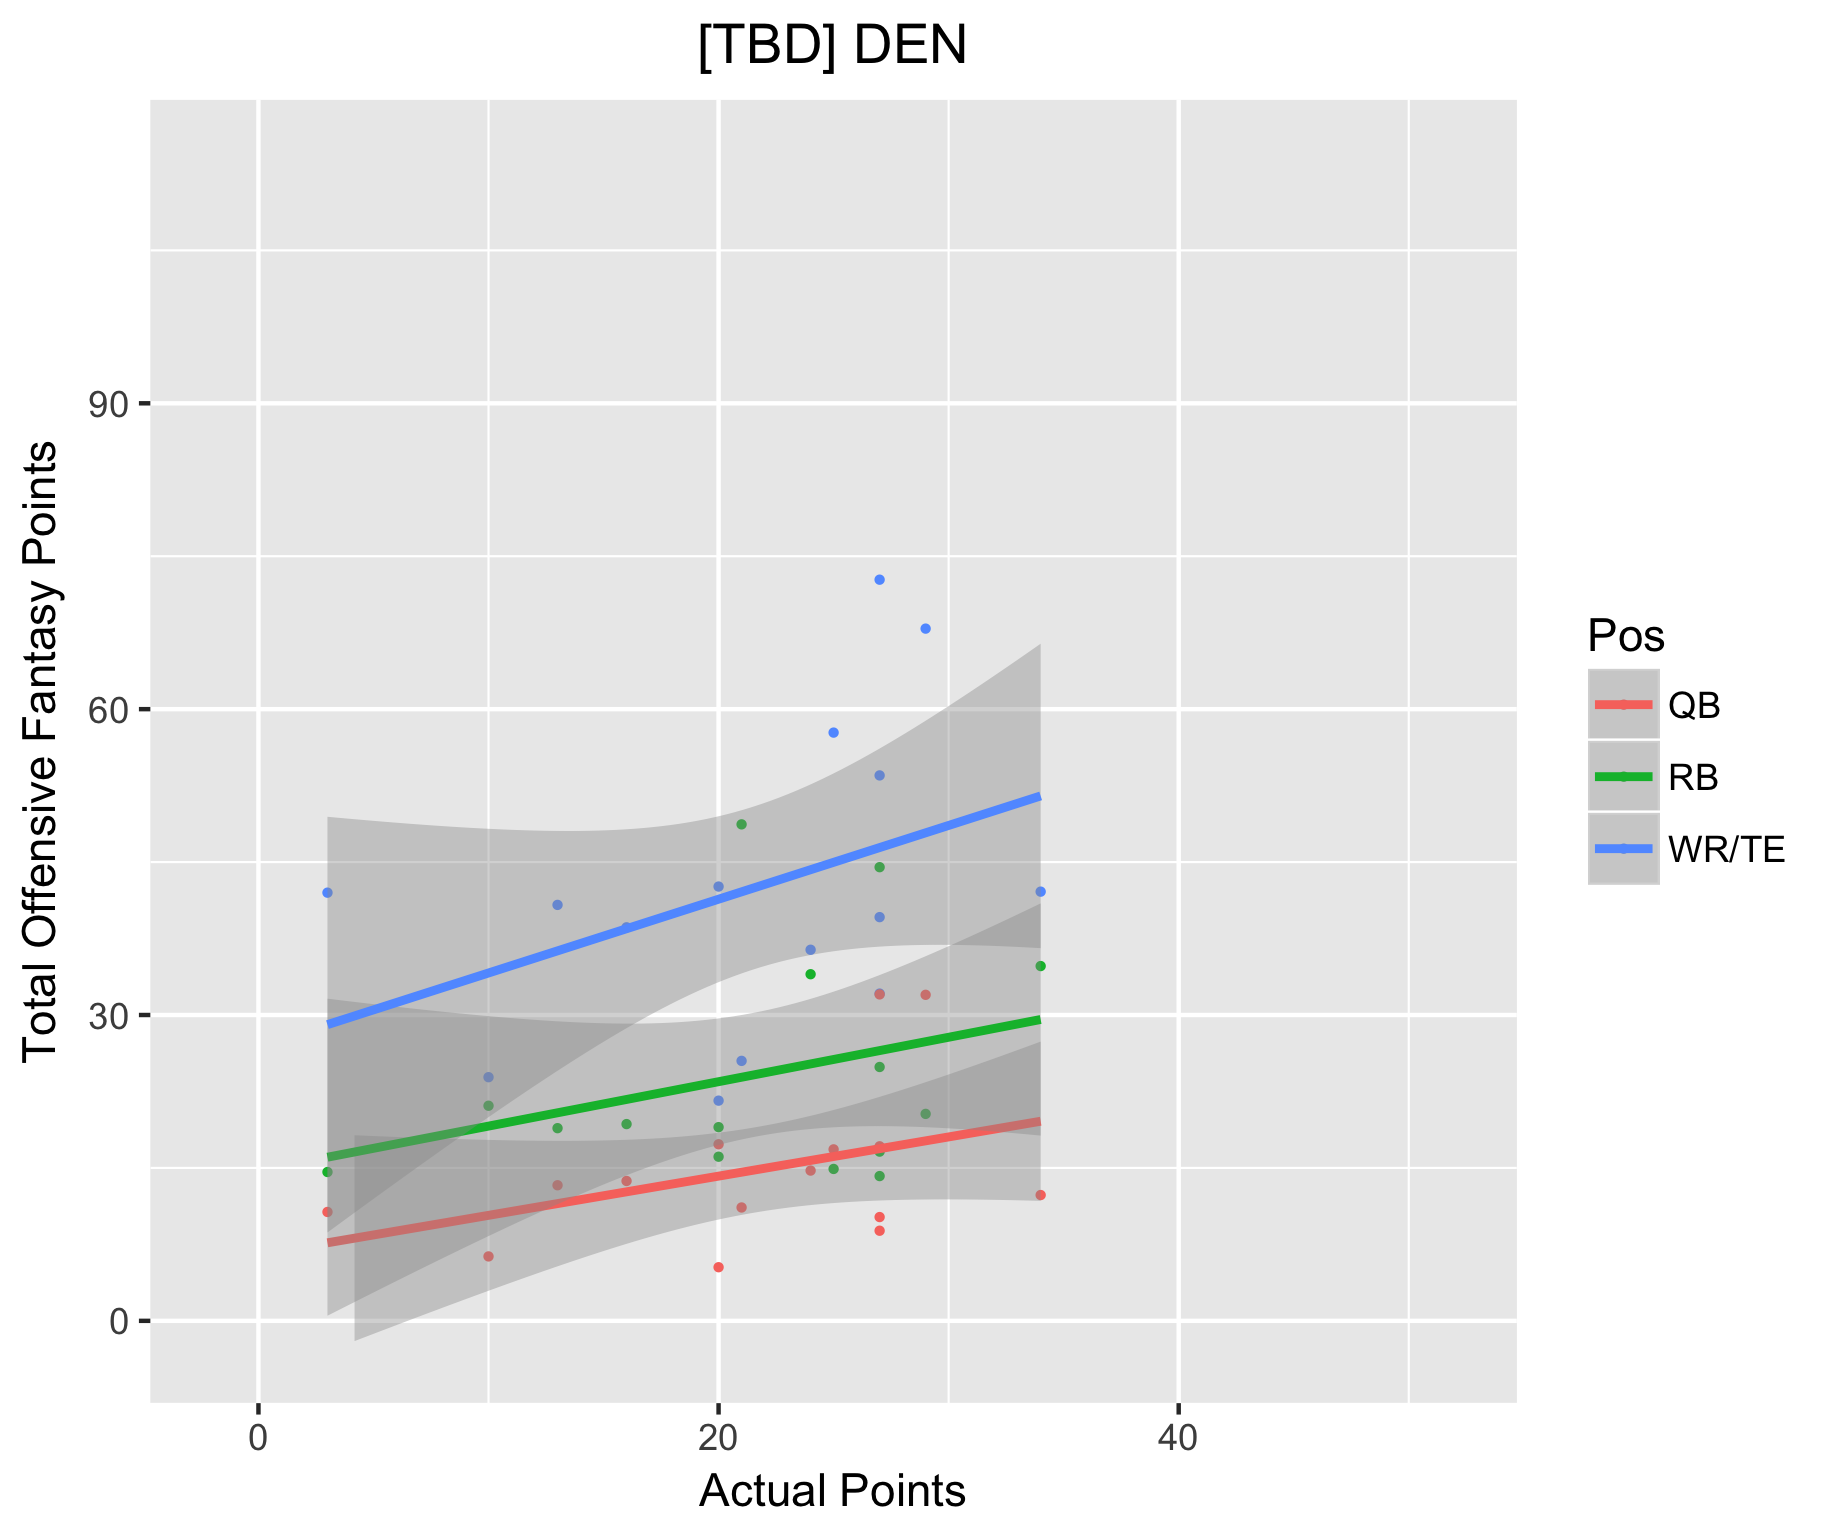 [TBD] DEN
Total Offensive Fantasy Points
90
60
30
0
0
20
40
Actual Points
Pos
QB
RB
WR/TE